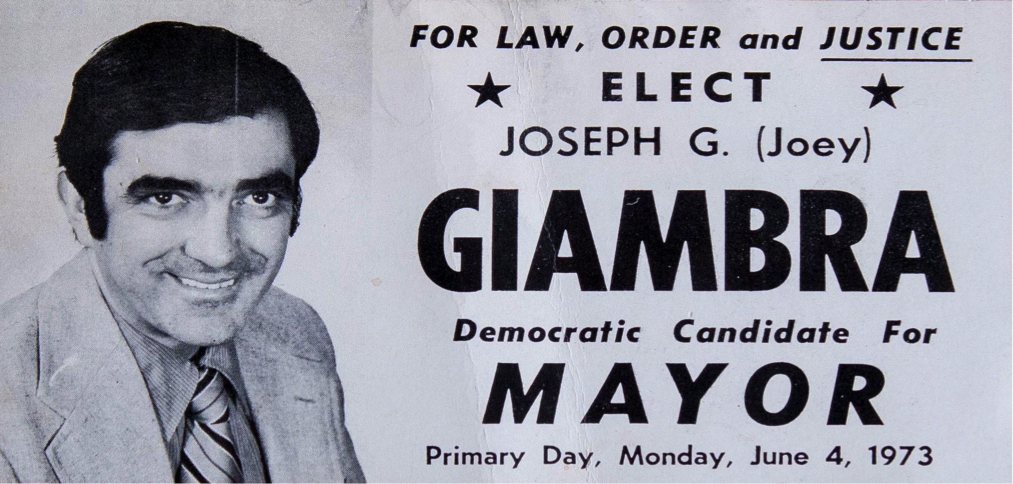 FOR LAW, ORDER and JUSTICE
★ ELECT ★
JOSEPH G. (Joey)
GIAMBRA
Democratic Candidate For
MAYOR
Primary Day, Monday, June 4, 1973